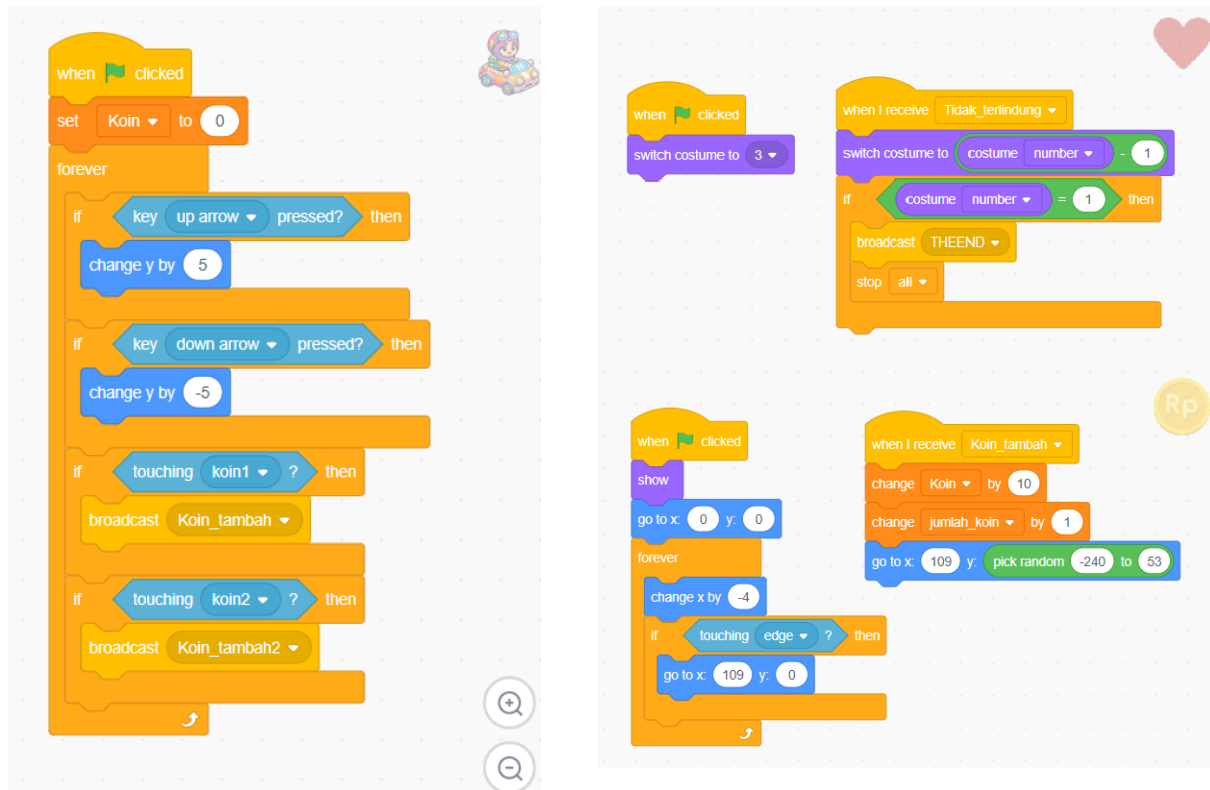 when clicked
set Koin to 0
forever
if key up arrow pressed? then
change y by 5
if key down arrow pressed? then
change y by -5
if touching koin1 ? then
broadcast Koin_tambah
if touching koin2 ? then
broadcast Koin_tambah2
when clicked
switch costume to 3
when I receive Tidak_terlindung
switch costume to costume number - 1
if costume number = 1 then
broadcast THEEND
stop all
when clicked
show
go to x: 0 y: 0
forever
change x by -4
if touching edge ? then
go to x: 109 y: 0
Rp
when I receive Koin_tambah
change Koin by 10
change jumlah_koin by 1
go to x: 109 y: pick random -240 to 53